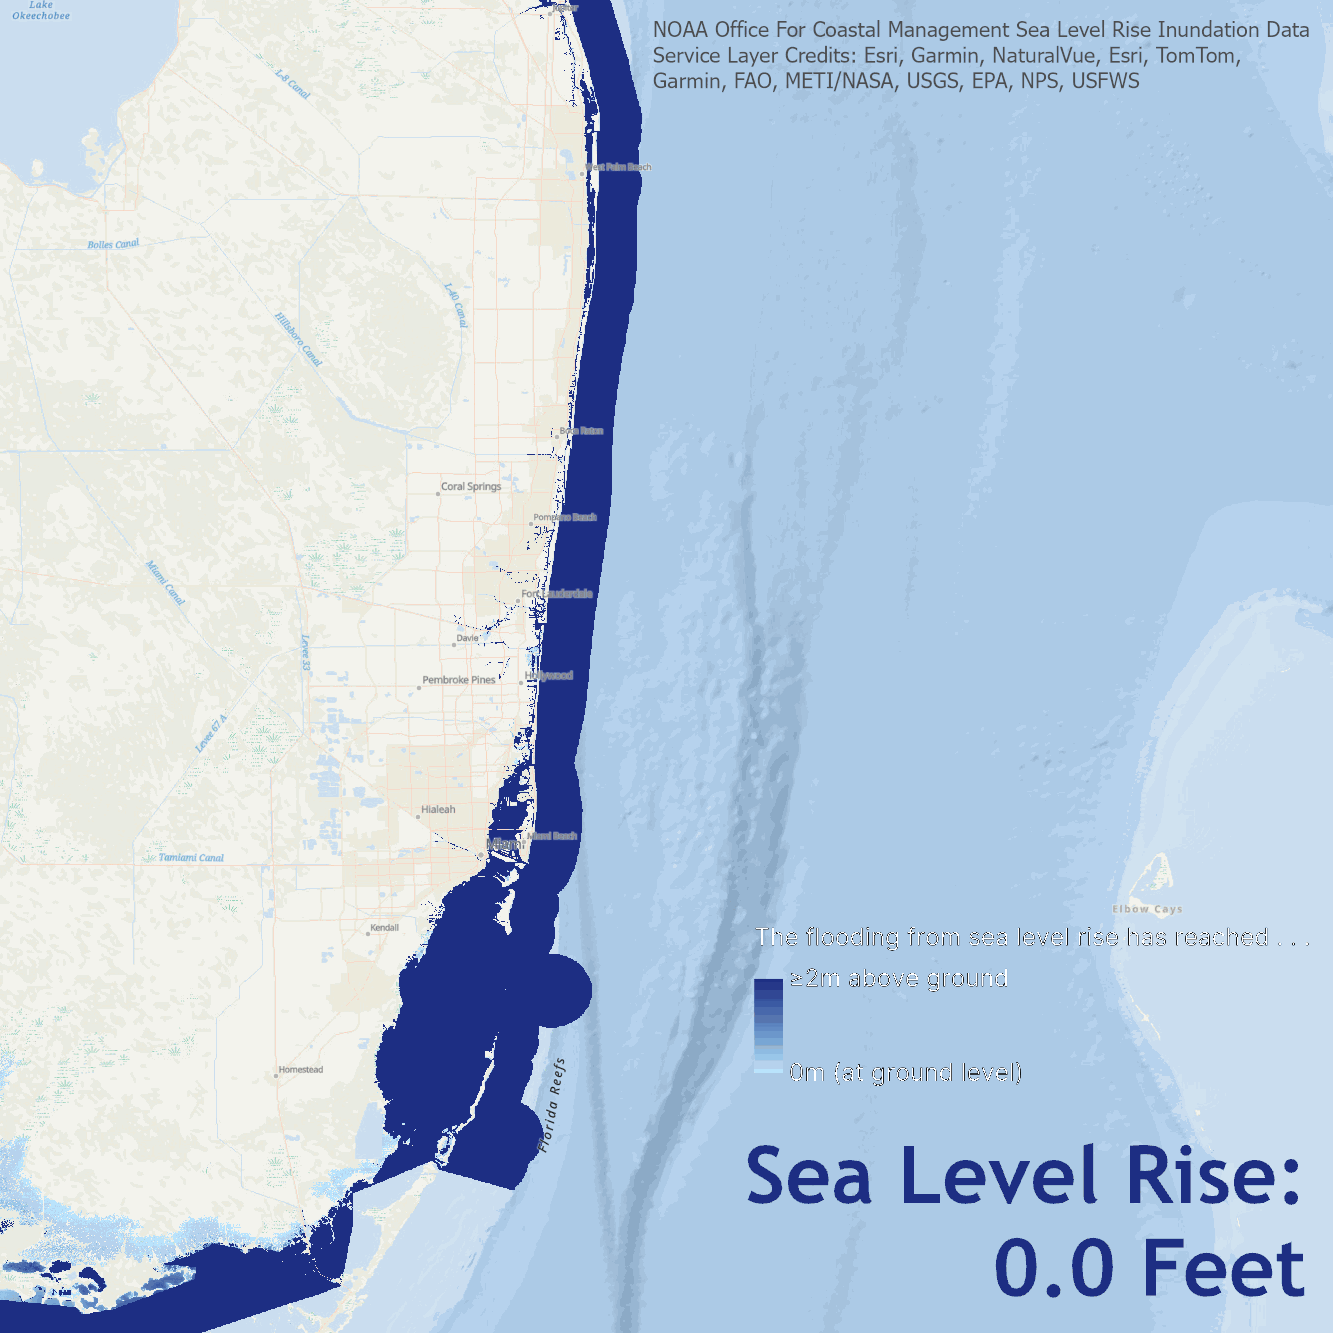 Lake
Okeechobee
Jupiter
NOAA Office For Coastal Management Sea Level Rise Inundation Data
Service Layer Credits: Esri, Garmin, NaturalVue, Esri, TomTom,
Garmin, FAO, METI/NASA, USGS, EPA, NPS, USFWS
L-8 Canal
West Palm Beach
Bolles Canal
L-40 Canal
Hillsboro Canal
Boca Raton
Coral Springs
Pompano Beach
Miami Canal
Fort Lauderdale
Davie
Levee 33
Hollywood
Pembroke Pines
Levee 67 A
Hialeah
Miami Beach
Miami
Tamiami Canal
Elbow Cays
Kendall
The flooding from sea level rise has reached . . .
≥2m above ground
Homestead
0m (at ground level)
Florida Reefs
Sea Level Rise:
0.0 Feet